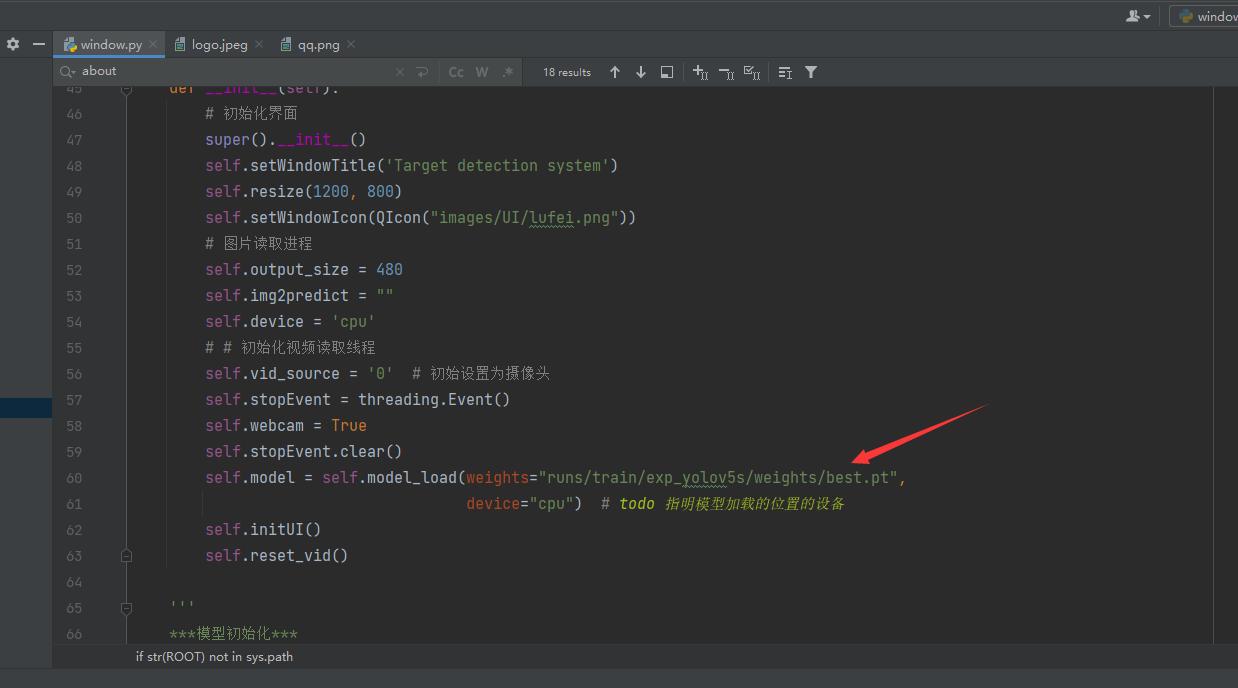 window
window.py
logo.jpeg
qq.png
about
Cc W .* 18 results
45 def __init__(self):
46 # 初始化界面
47 super().__init__()
48 self.setWindowTitle('Target detection system')
49 self.resize(1200, 800)
50 self.setWindowIcon(QIcon("images/UI/lufei.png"))
51 # 图片读取进程
52 self.output_size = 480
53 self.img2predict = ""
54 self.device = 'cpu'
55 # # 初始化视频读取线程
56 self.vid_source = '0' # 初始设置为摄像头
57 self.stopEvent = threading.Event()
58 self.webcam = True
59 self.stopEvent.clear()
60 self.model = self.model_load(weights="runs/train/exp_yolov5s/weights/best.pt",
61 device="cpu") # todo 指明模型加载的位置的设备
62 self.initUI()
63 self.reset_vid()
64
65 '''
66 ***模型初始化***
if str(ROOT) not in sys.path